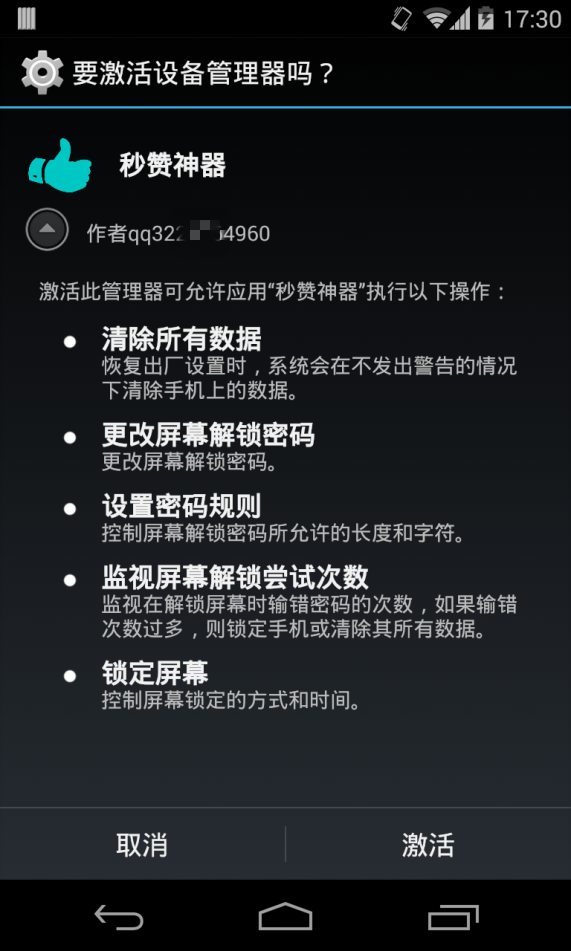 17:30
要激活设备管理器吗？
秒赞神器
作者qq322 4960
激活此管理器可允许应用“秒赞神器”执行以下操作：
清除所有数据
恢复出厂设置时，系统会在不发出警告的情况
下清除手机上的数据。
更改屏幕解锁密码
更改屏幕解锁密码。
设置密码规则
控制屏幕解锁密码所允许的长度和字符。
监视屏幕解锁尝试次数
监视在解锁屏幕时输错密码的次数，如果输错
次数过多，则锁定手机或清除其所有数据。
锁定屏幕
控制屏幕锁定的方式和时间。
取消 激活